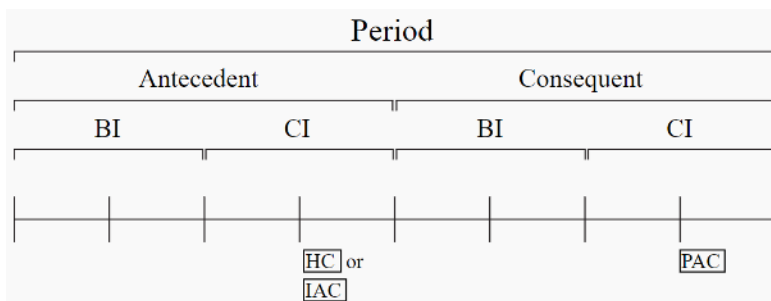 Period
Antecedent Consequent
BI CI BI CI
HC or PAC
IAC